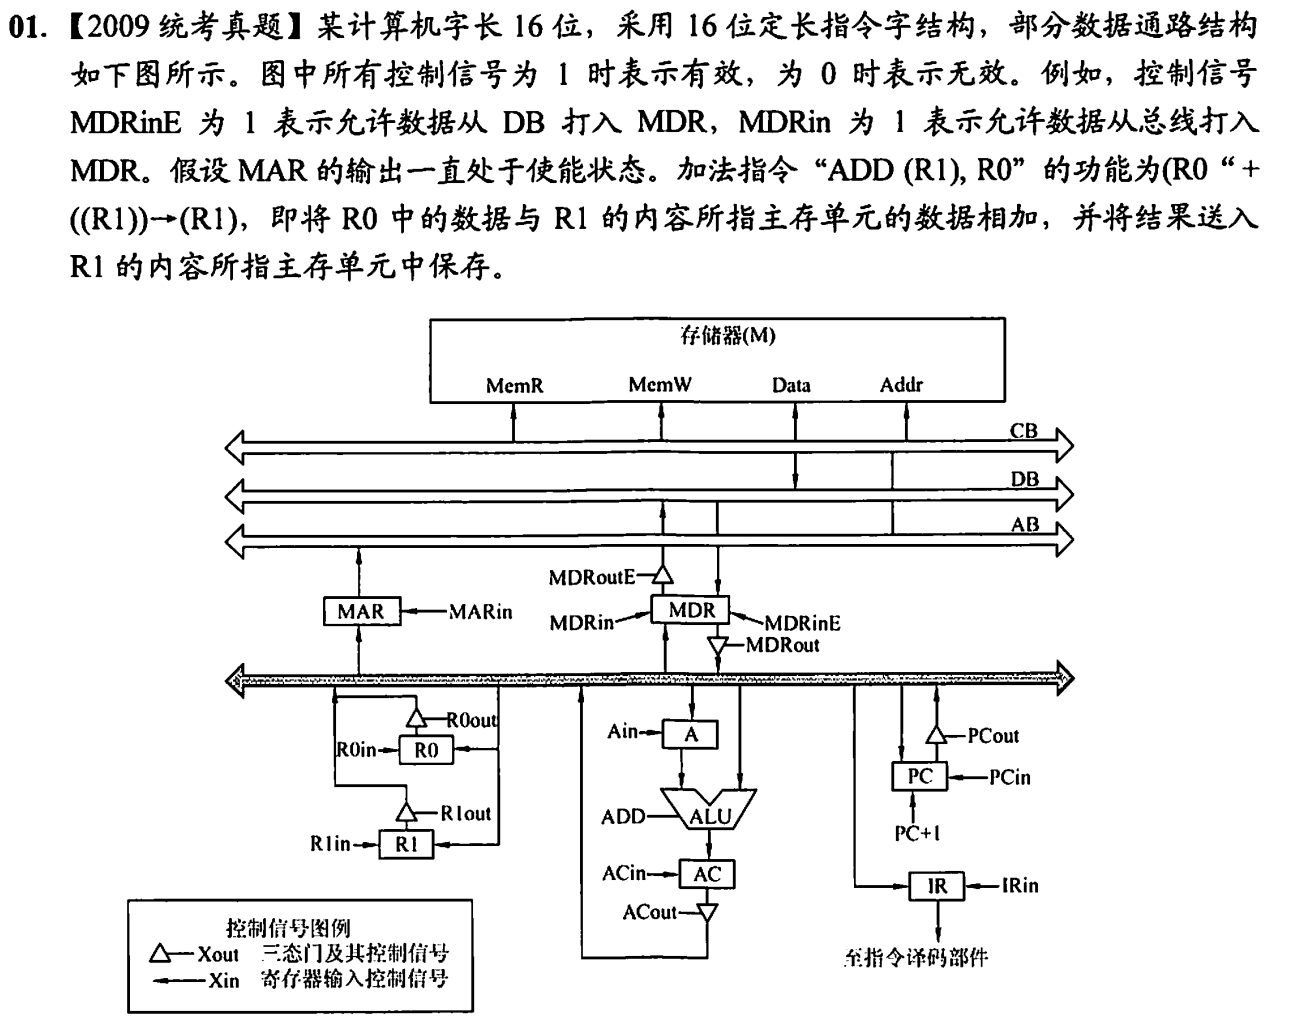 01. 【2009 统考真题】某计算机字长 16 位，采用 16 位定长指令字结构，部分数据通路结构
如下图所示。图中所有控制信号为 1 时表示有效，为 0 时表示无效。例如，控制信号
MDRinE 为 1 表示允许数据从 DB 打入 MDR，MDRin 为 1 表示允许数据从总线打入
MDR。假设 MAR 的输出一直处于使能状态。加法指令“ADD (R1), R0”的功能为(R0“+
((R1))→(R1)，即将 R0 中的数据与 R1 的内容所指主存单元的数据相加，并将结果送入
R1 的内容所指主存单元中保存。
存储器(M)
MemR MemW Data Addr
CB
DB
AB
MDRoutE
MAR MARin MDRin MDR MDRinE
MDRout
R0out
R0in R0
R1out
R1in R1
Ain A
ADD ALU
ACin AC
ACout
PCout
PC PCin
PC+1
IR IRin
至指令译码部件
控制信号图例
Xout 三态门及其控制信号
Xin 寄存器输入控制信号